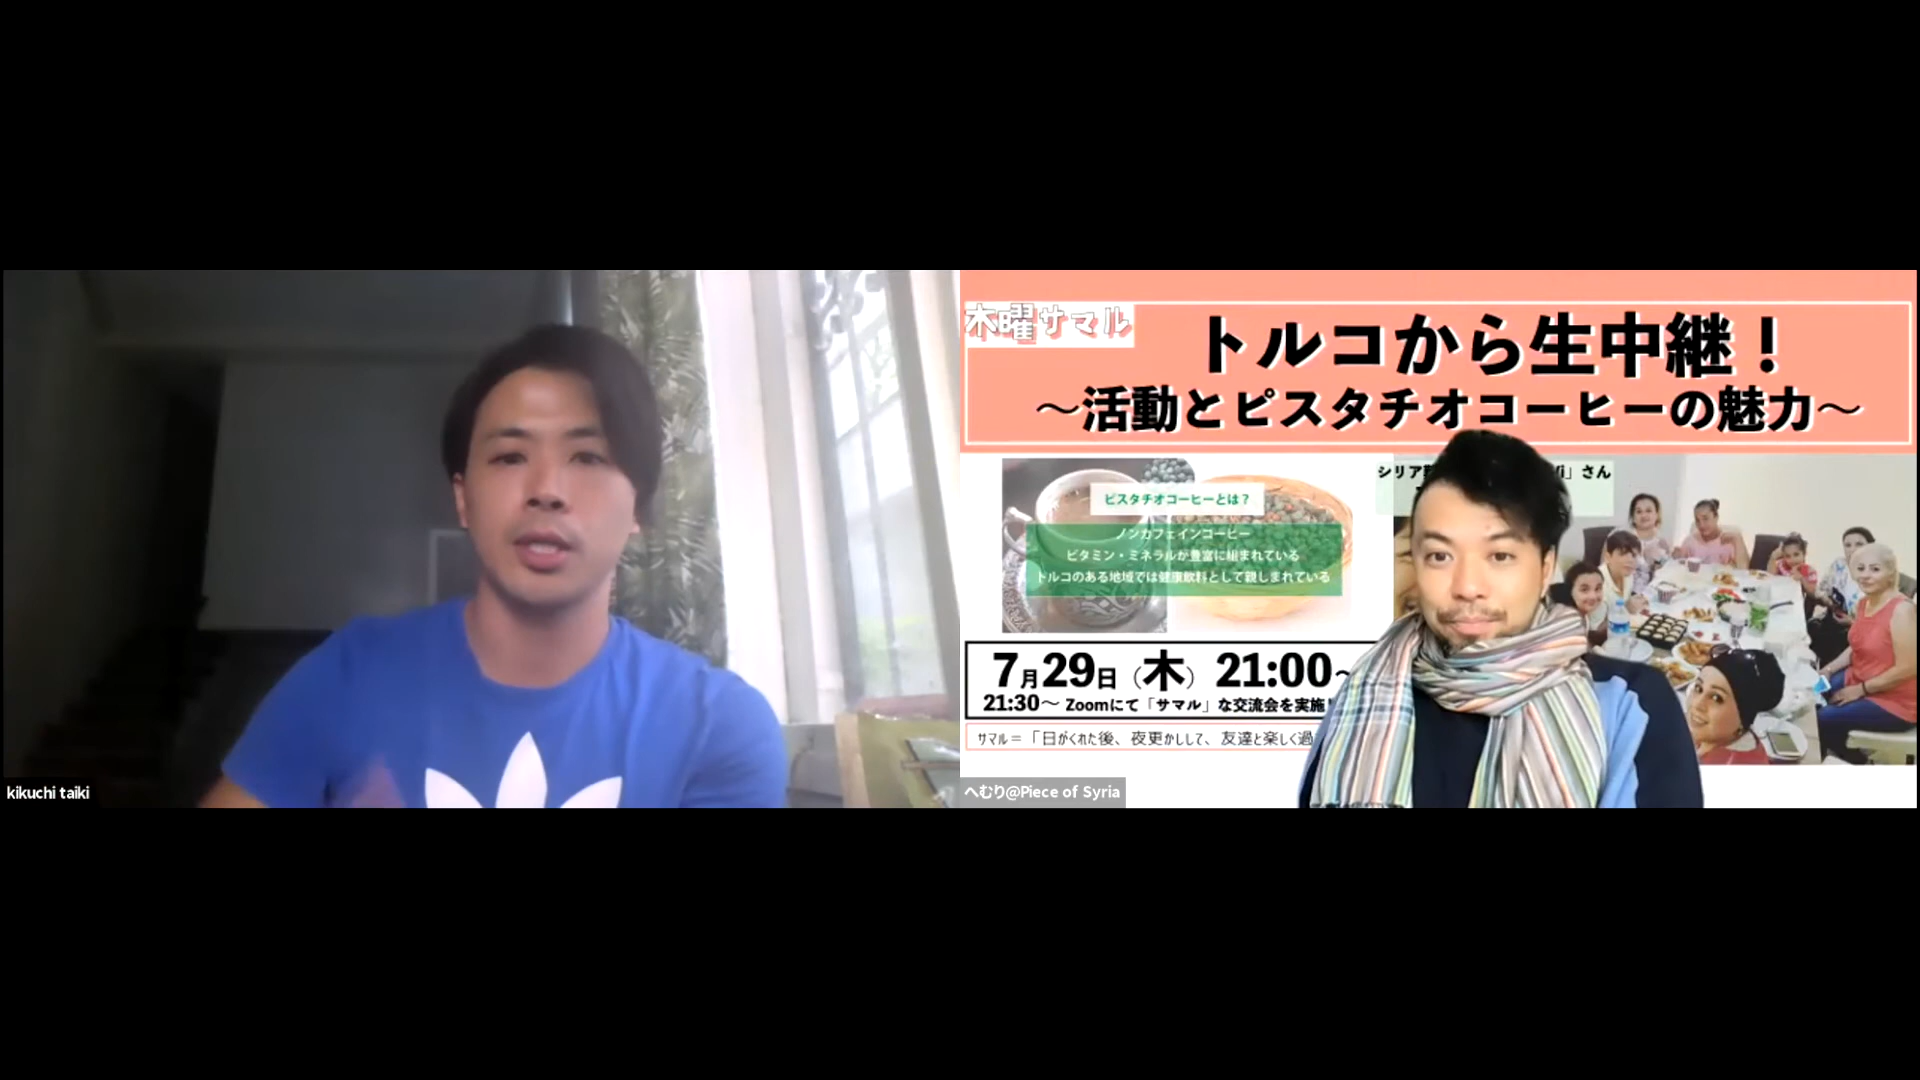 木曜サマル
トルコから生中継！
～活動とピスタチオコーヒーの魅力～
ピスタチオコーヒーとは？
ノンカフェインコーヒー
ビタミン・ミネラルが豊富に組まれている
トルコのある地域では健康飲料として親しまれている
シリア
さん
7月29日（木）21:00～
21:30～ Zoomにて「サマル」な交流会を実施！
サマル＝「日がくれた後、夜更かしして、友達と楽しく過
kikuchi taiki
へむり@Piece of Syria